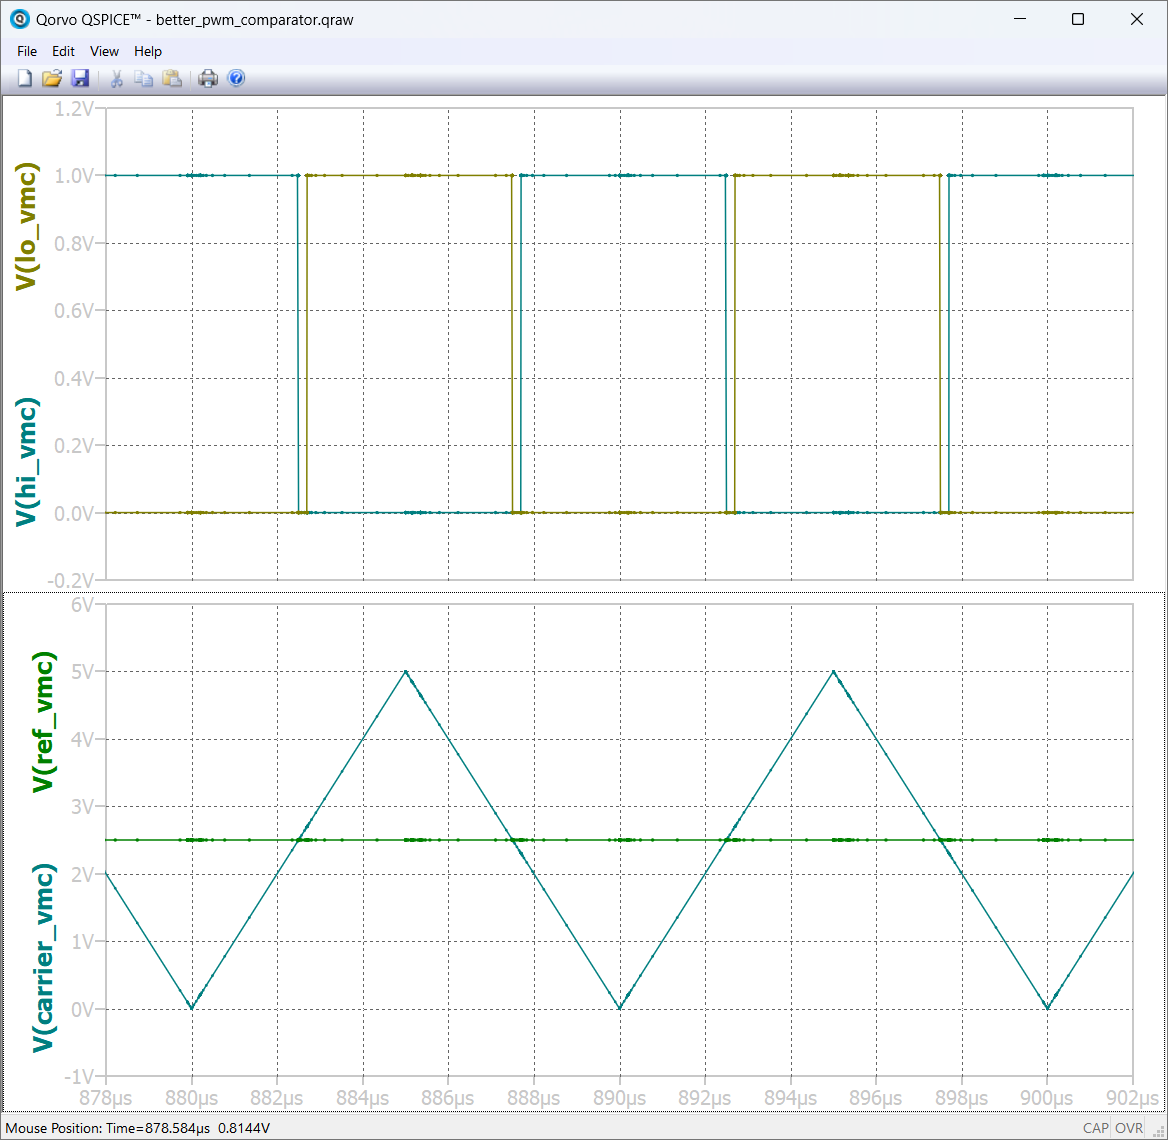 Qorvo QSPICE™ - better_pwm_comparator.qraw
File Edit View Help
1.2V
1.0V
0.8V
0.6V
0.4V
0.2V
0.0V
-0.2V
V(lo_vmc)
V(hi_vmc)
6V
5V
4V
3V
2V
1V
0V
-1V
V(ref_vmc)
V(carrier_vmc)
878µs 880µs 882µs 884µs 886µs 888µs 890µs 892µs 894µs 896µs 898µs 900µs 902µs
Mouse Position: Time=878.584µs 0.8144V CAP OVR